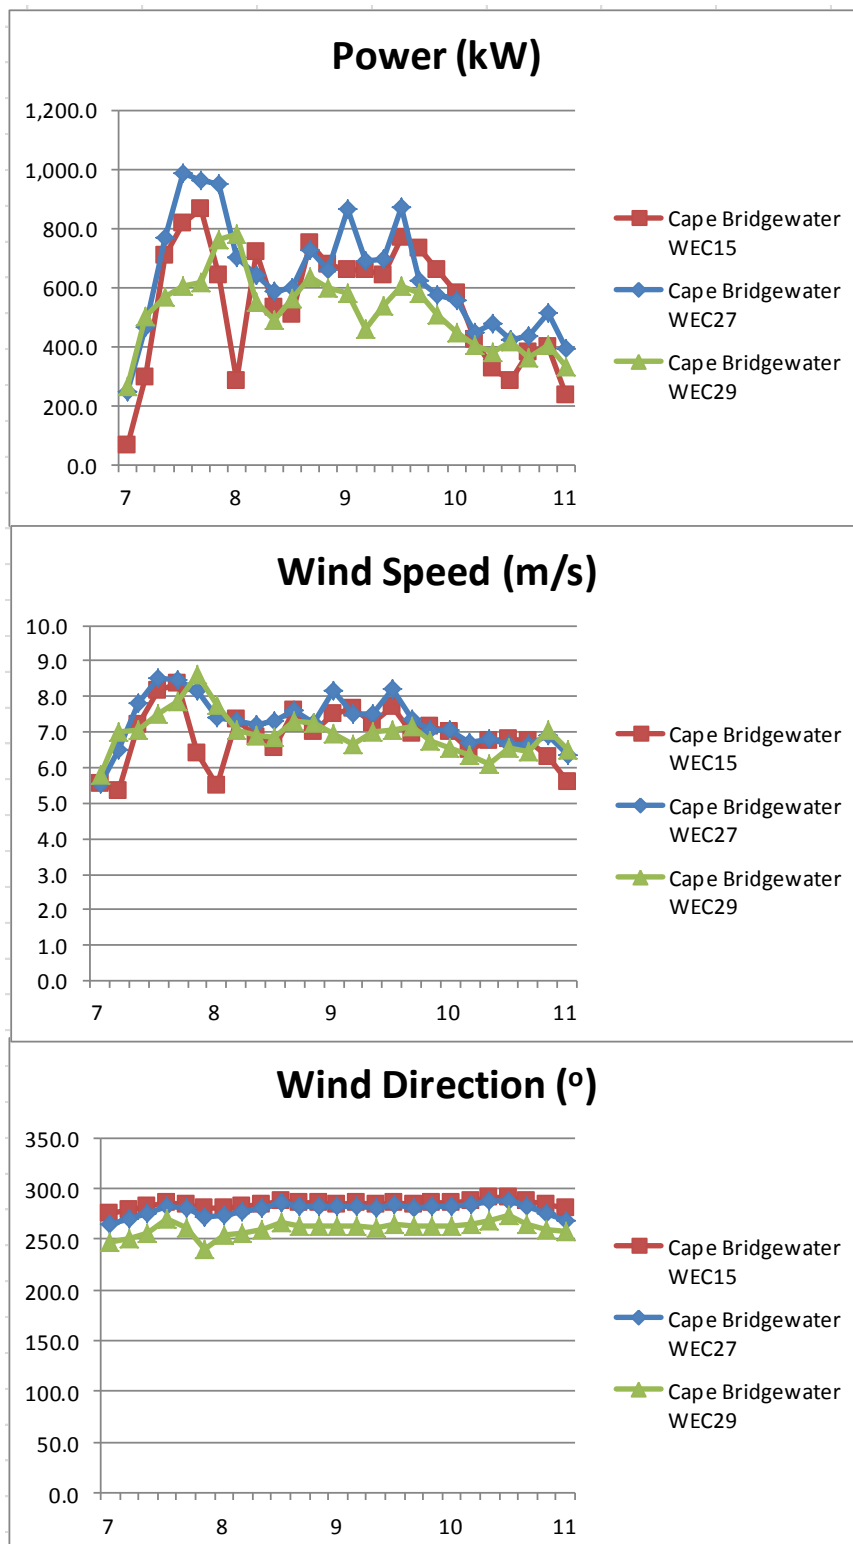 Power (kW)
1,200.0
1,000.0
800.0
600.0
400.0
200.0
0.0
7 8 9 10 11
Cape Bridgewater
WEC15
Cape Bridgewater
WEC27
Cape Bridgewater
WEC29
Wind Speed (m/s)
10.0
9.0
8.0
7.0
6.0
5.0
4.0
3.0
2.0
1.0
0.0
7 8 9 10 11
Cape Bridgewater
WEC15
Cape Bridgewater
WEC27
Cape Bridgewater
WEC29
Wind Direction (º)
350.0
300.0
250.0
200.0
150.0
100.0
50.0
0.0
7 8 9 10 11
Cape Bridgewater
WEC15
Cape Bridgewater
WEC27
Cape Bridgewater
WEC29